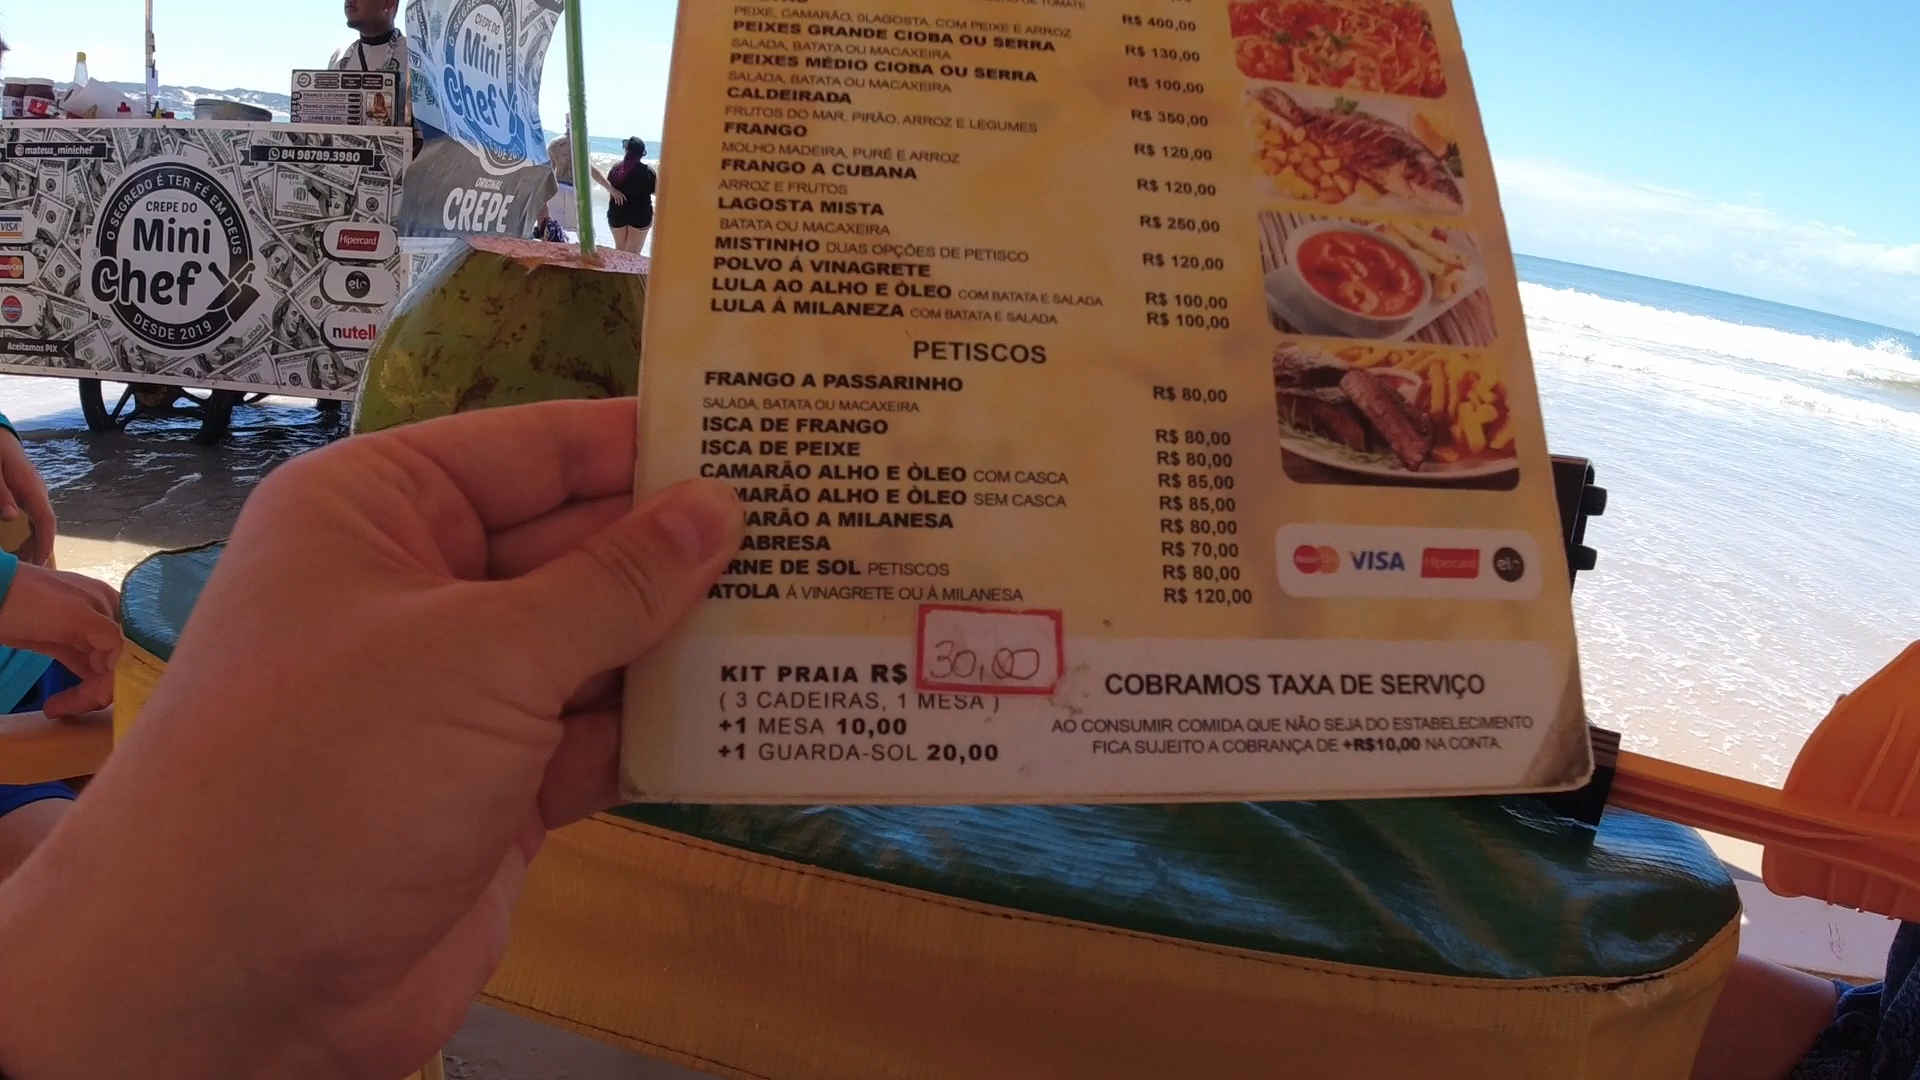 PEIXE, CAMARÃO, 0LAGOSTA, COM PEIXE E ARROZ R$ 400,00
PEIXES GRANDE CIOBA OU SERRA R$ 130,00
SALADA, BATATA OU MACAXEIRA
PEIXES MÉDIO CIOBA OU SERRA R$ 100,00
SALADA, BATATA OU MACAXEIRA
CALDEIRADA R$ 350,00
FRUTOS DO MAR, PIRÃO, ARROZ E LEGUMES
FRANGO R$ 120,00
MOLHO MADEIRA, PURÉ E ARROZ
FRANGO A CUBANA R$ 120,00
ARROZ E FRUTOS
LAGOSTA MISTA R$ 250,00
BATATA OU MACAXEIRA
MISTINHO DUAS OPÇÕES DE PETISCO R$ 120,00
POLVO Á VINAGRETE
LULA AO ALHO E ÒLEO COM BATATA E SALADA R$ 100,00
LULA Á MILANEZA COM BATATA E SALADA R$ 100,00
PETISCOS
FRANGO A PASSARINHO R$ 80,00
SALADA, BATATA OU MACAXEIRA
ISCA DE FRANGO R$ 80,00
ISCA DE PEIXE R$ 80,00
CAMARÃO ALHO E ÒLEO COM CASCA R$ 85,00
MARÃO ALHO E ÒLEO SEM CASCA R$ 85,00
ARÃO A MILANESA R$ 80,00
ABRESA R$ 70,00
RNE DE SOL PETISCOS R$ 80,00
ATOLA Á VINAGRETE OU Á MILANESA R$ 120,00
KIT PRAIA R$ 30,00
( 3 CADEIRAS, 1 MESA )
+1 MESA 10,00
+1 GUARDA-SOL 20,00
COBRAMOS TAXA DE SERVIÇO
AO CONSUMIR COMIDA QUE NÃO SEJA DO ESTABELECIMENTO
FICA SUJEITO A COBRANÇA DE +R$10,00 NA CONTA.
VISA Hipercard elo
@mateus_minichef
84 98789.3980
O SEGREDO É TER FÉ EM DEUS
CREPE DO
Mini
Chef
DESDE 2019
VISA
Hipercard
elo
nutell
Aceitamos PIX
CREPE DO
Mini
Chef
ORIGINAL
CREPE